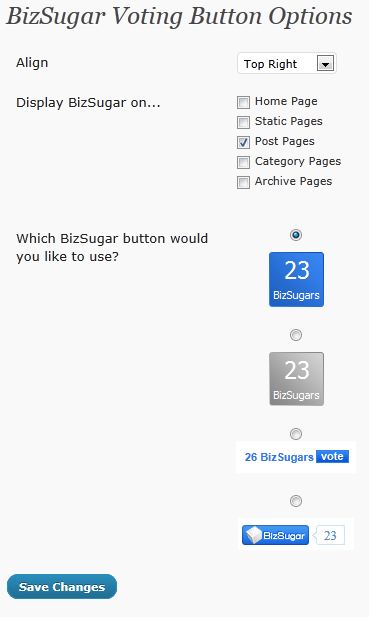 BizSugar Voting Button Options
Align
Top Right
Display BizSugar on...
Home Page
Static Pages
Post Pages
Category Pages
Archive Pages
Which BizSugar button would
you like to use?
23
BizSugars
23
BizSugars
26 BizSugars vote
BizSugar 23
Save Changes